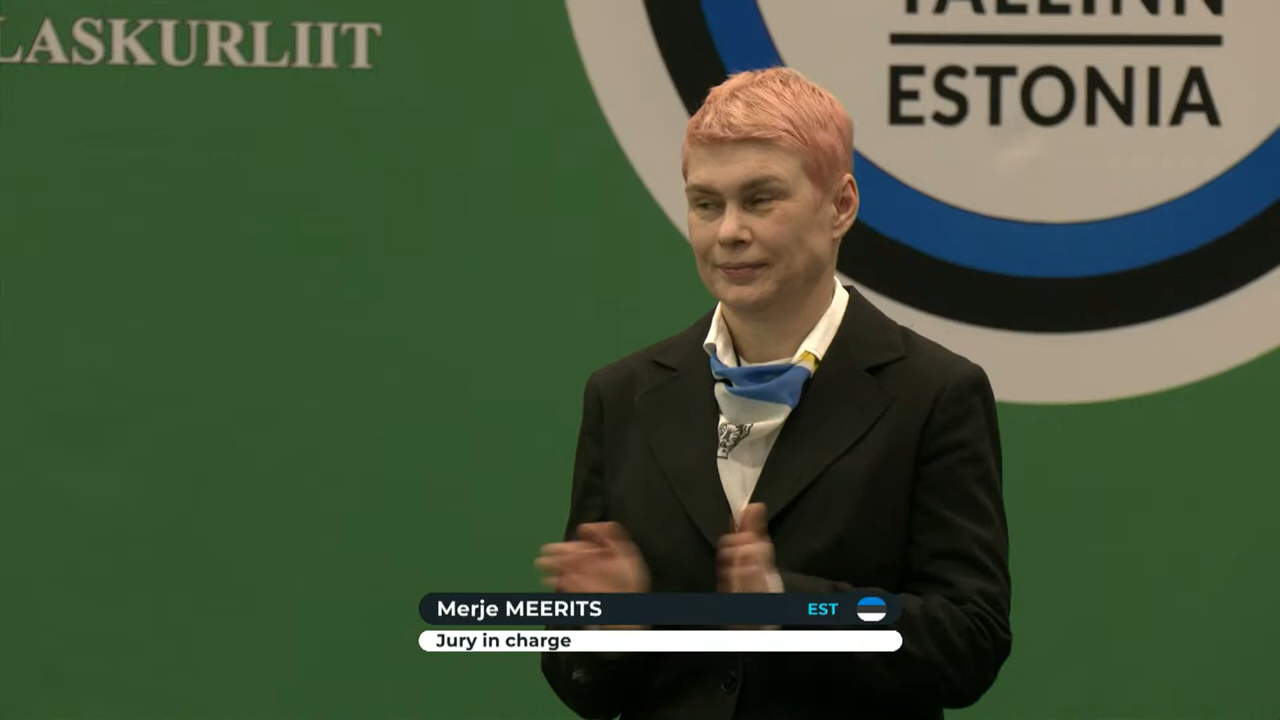 LASKURLIIT
TALLINN
ESTONIA
Merje MEERITS EST
Jury in charge